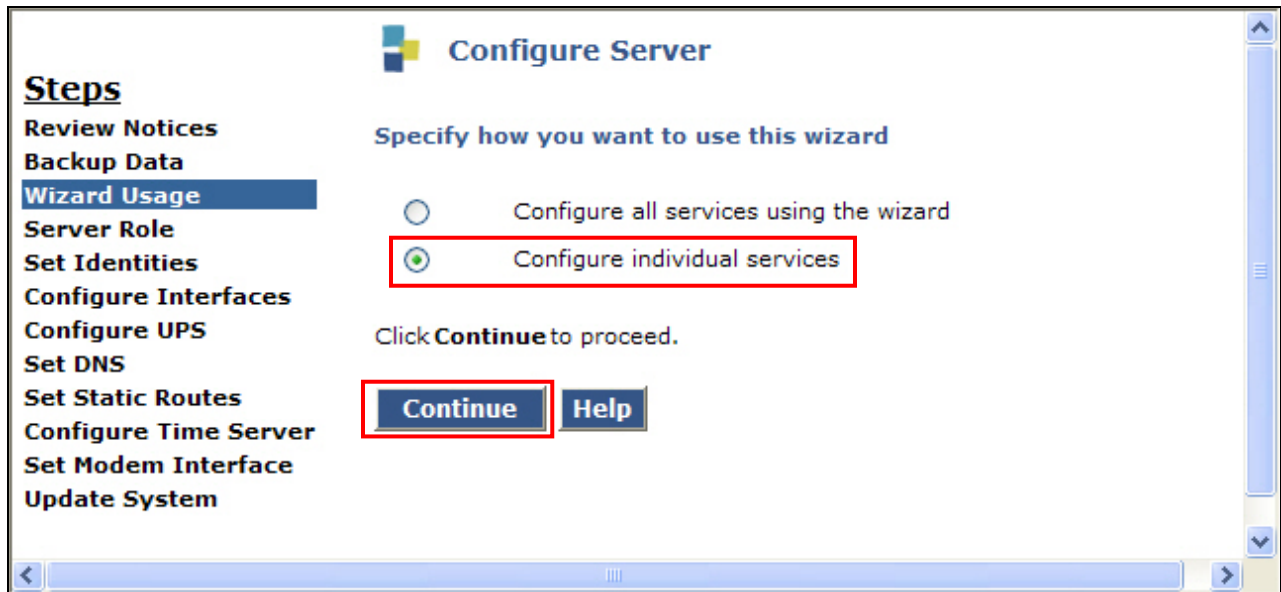 Configure Server
Steps
Review Notices
Backup Data
Wizard Usage
Server Role
Set Identities
Configure Interfaces
Configure UPS
Set DNS
Set Static Routes
Configure Time Server
Set Modem Interface
Update System
Specify how you want to use this wizard
Configure all services using the wizard
Configure individual services
Click Continue to proceed.
Continue Help